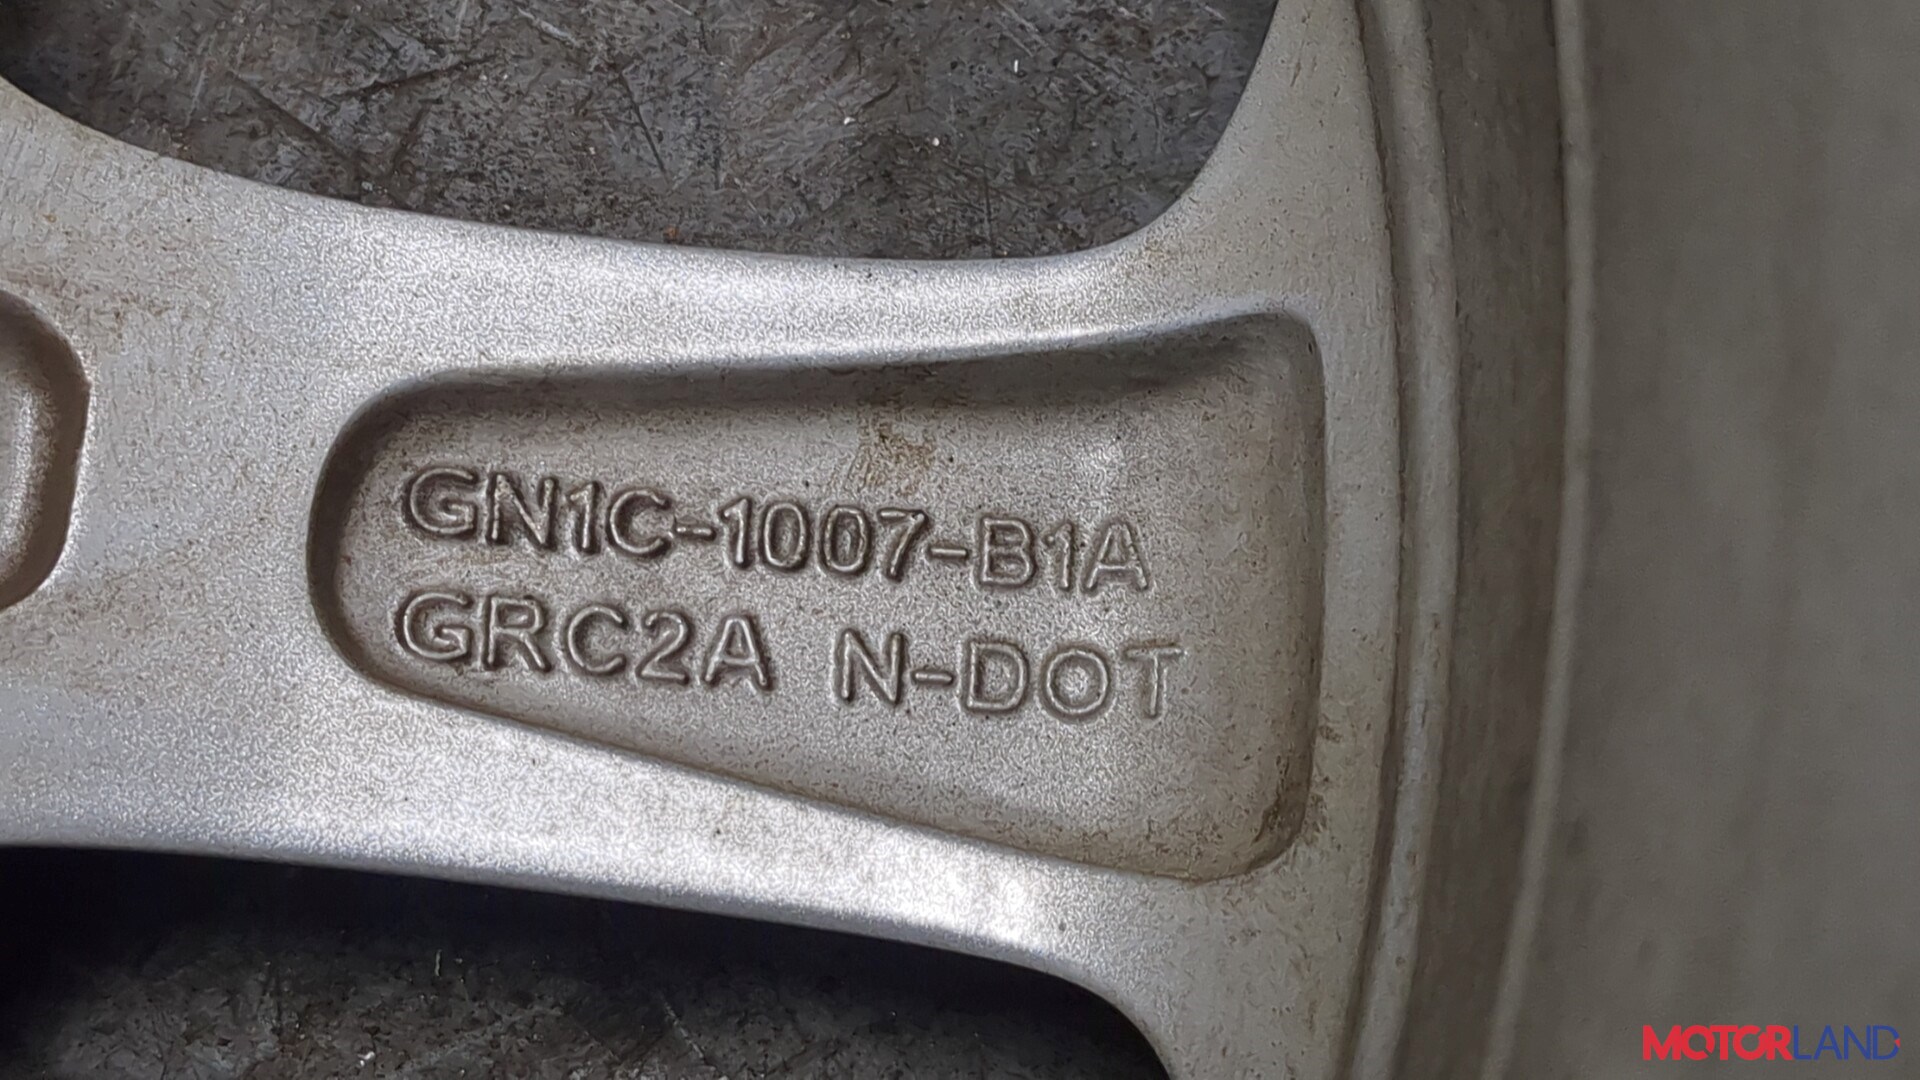 GN1C-1007-B1A
GRC2A N-DOT
MOTORLAND